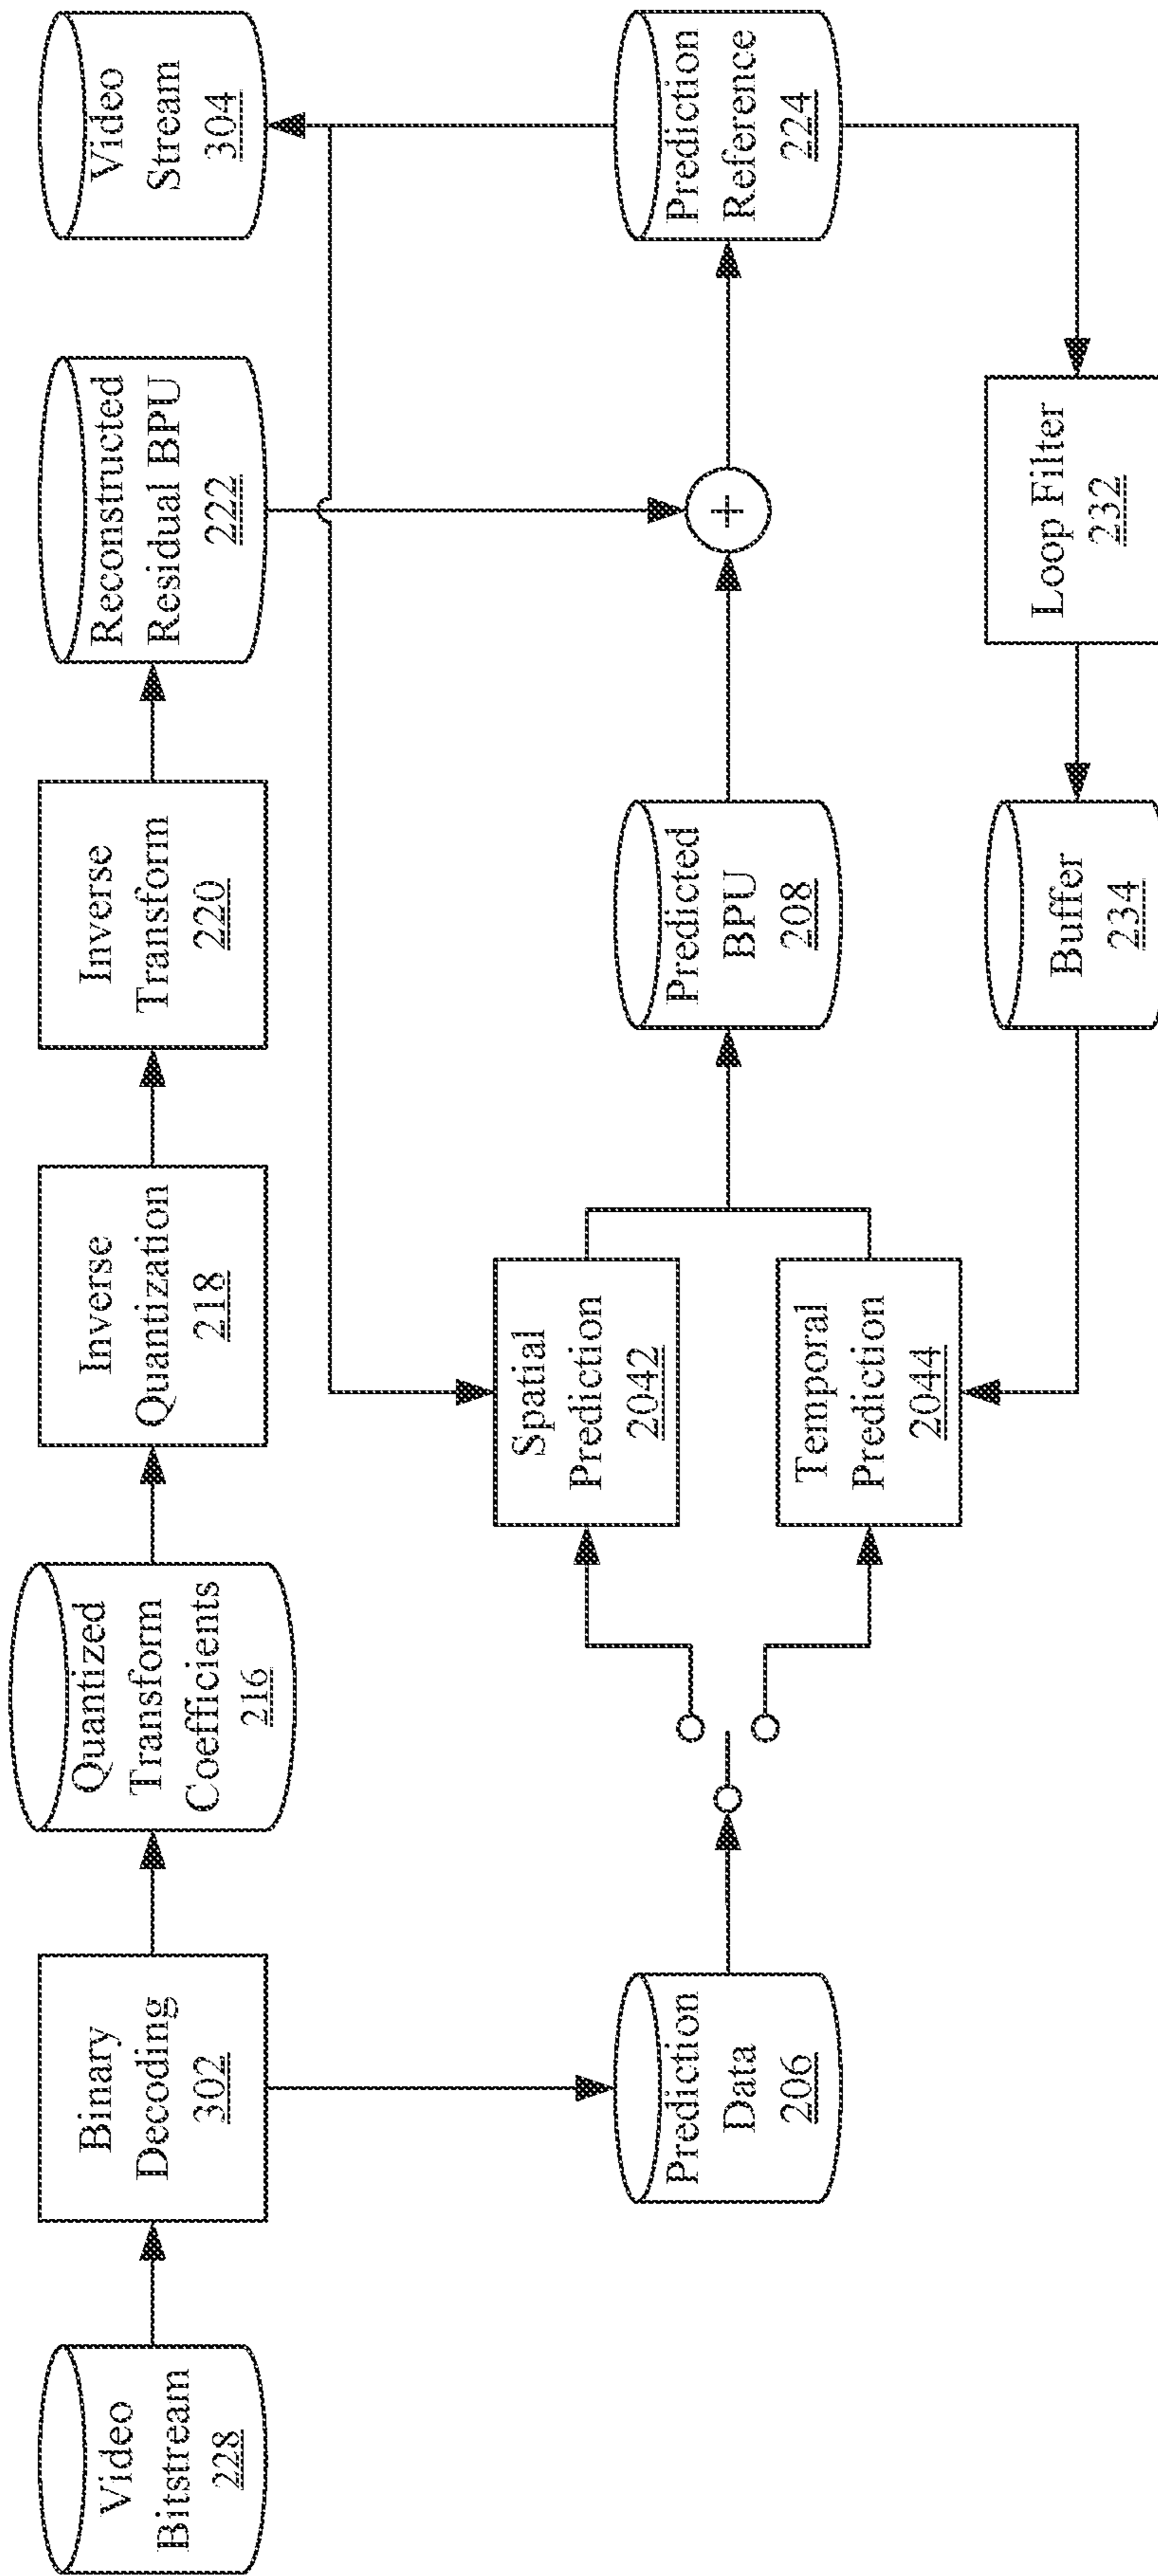 Video
Bitstream
228
Binary
Decoding
302
Quantized
Transform
Coefficients
216
Inverse
Quantization
218
Inverse
Transform
220
Reconstructed
Residual BPU
222
Video
Stream
304
Prediction
Data
206
Spatial
Prediction
2042
Temporal
Prediction
2044
Predicted
BPU
208
+
Prediction
Reference
224
Buffer
234
Loop Filter
232